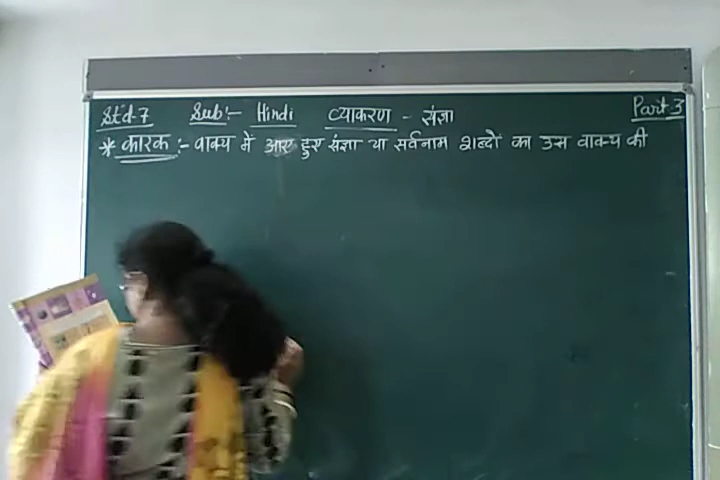 Std-7 Sub:- Hindi व्याकरण - संज्ञा Part 3
* कारक :- वाक्य में आए हुए संज्ञा या सर्वनाम शब्दों का उस वाक्य की